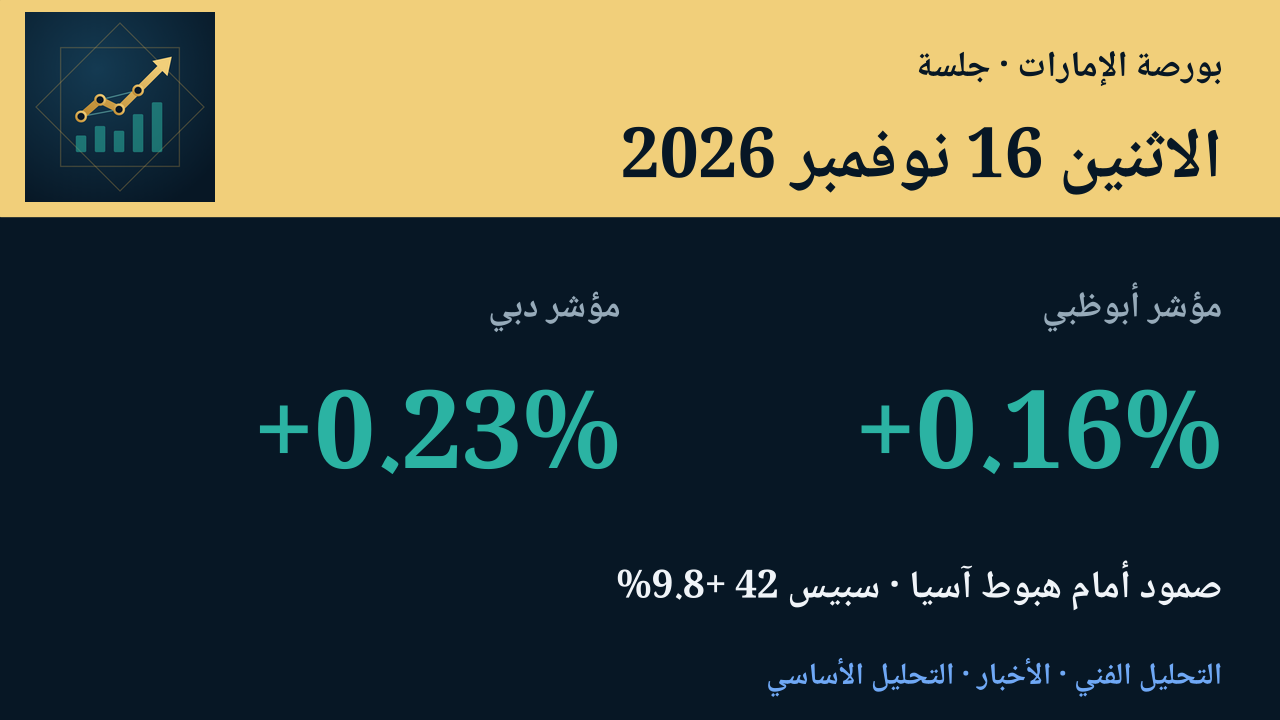 بورصة الإمارات · جلسة
الاثنين 16 نوفمبر 2026
مؤشر أبوظبي
+0.16%
مؤشر دبي
+0.23%
صمود أمام هبوط آسيا · سبيس 42 +9.8%
التحليل الفني · الأخبار · التحليل الأساسي